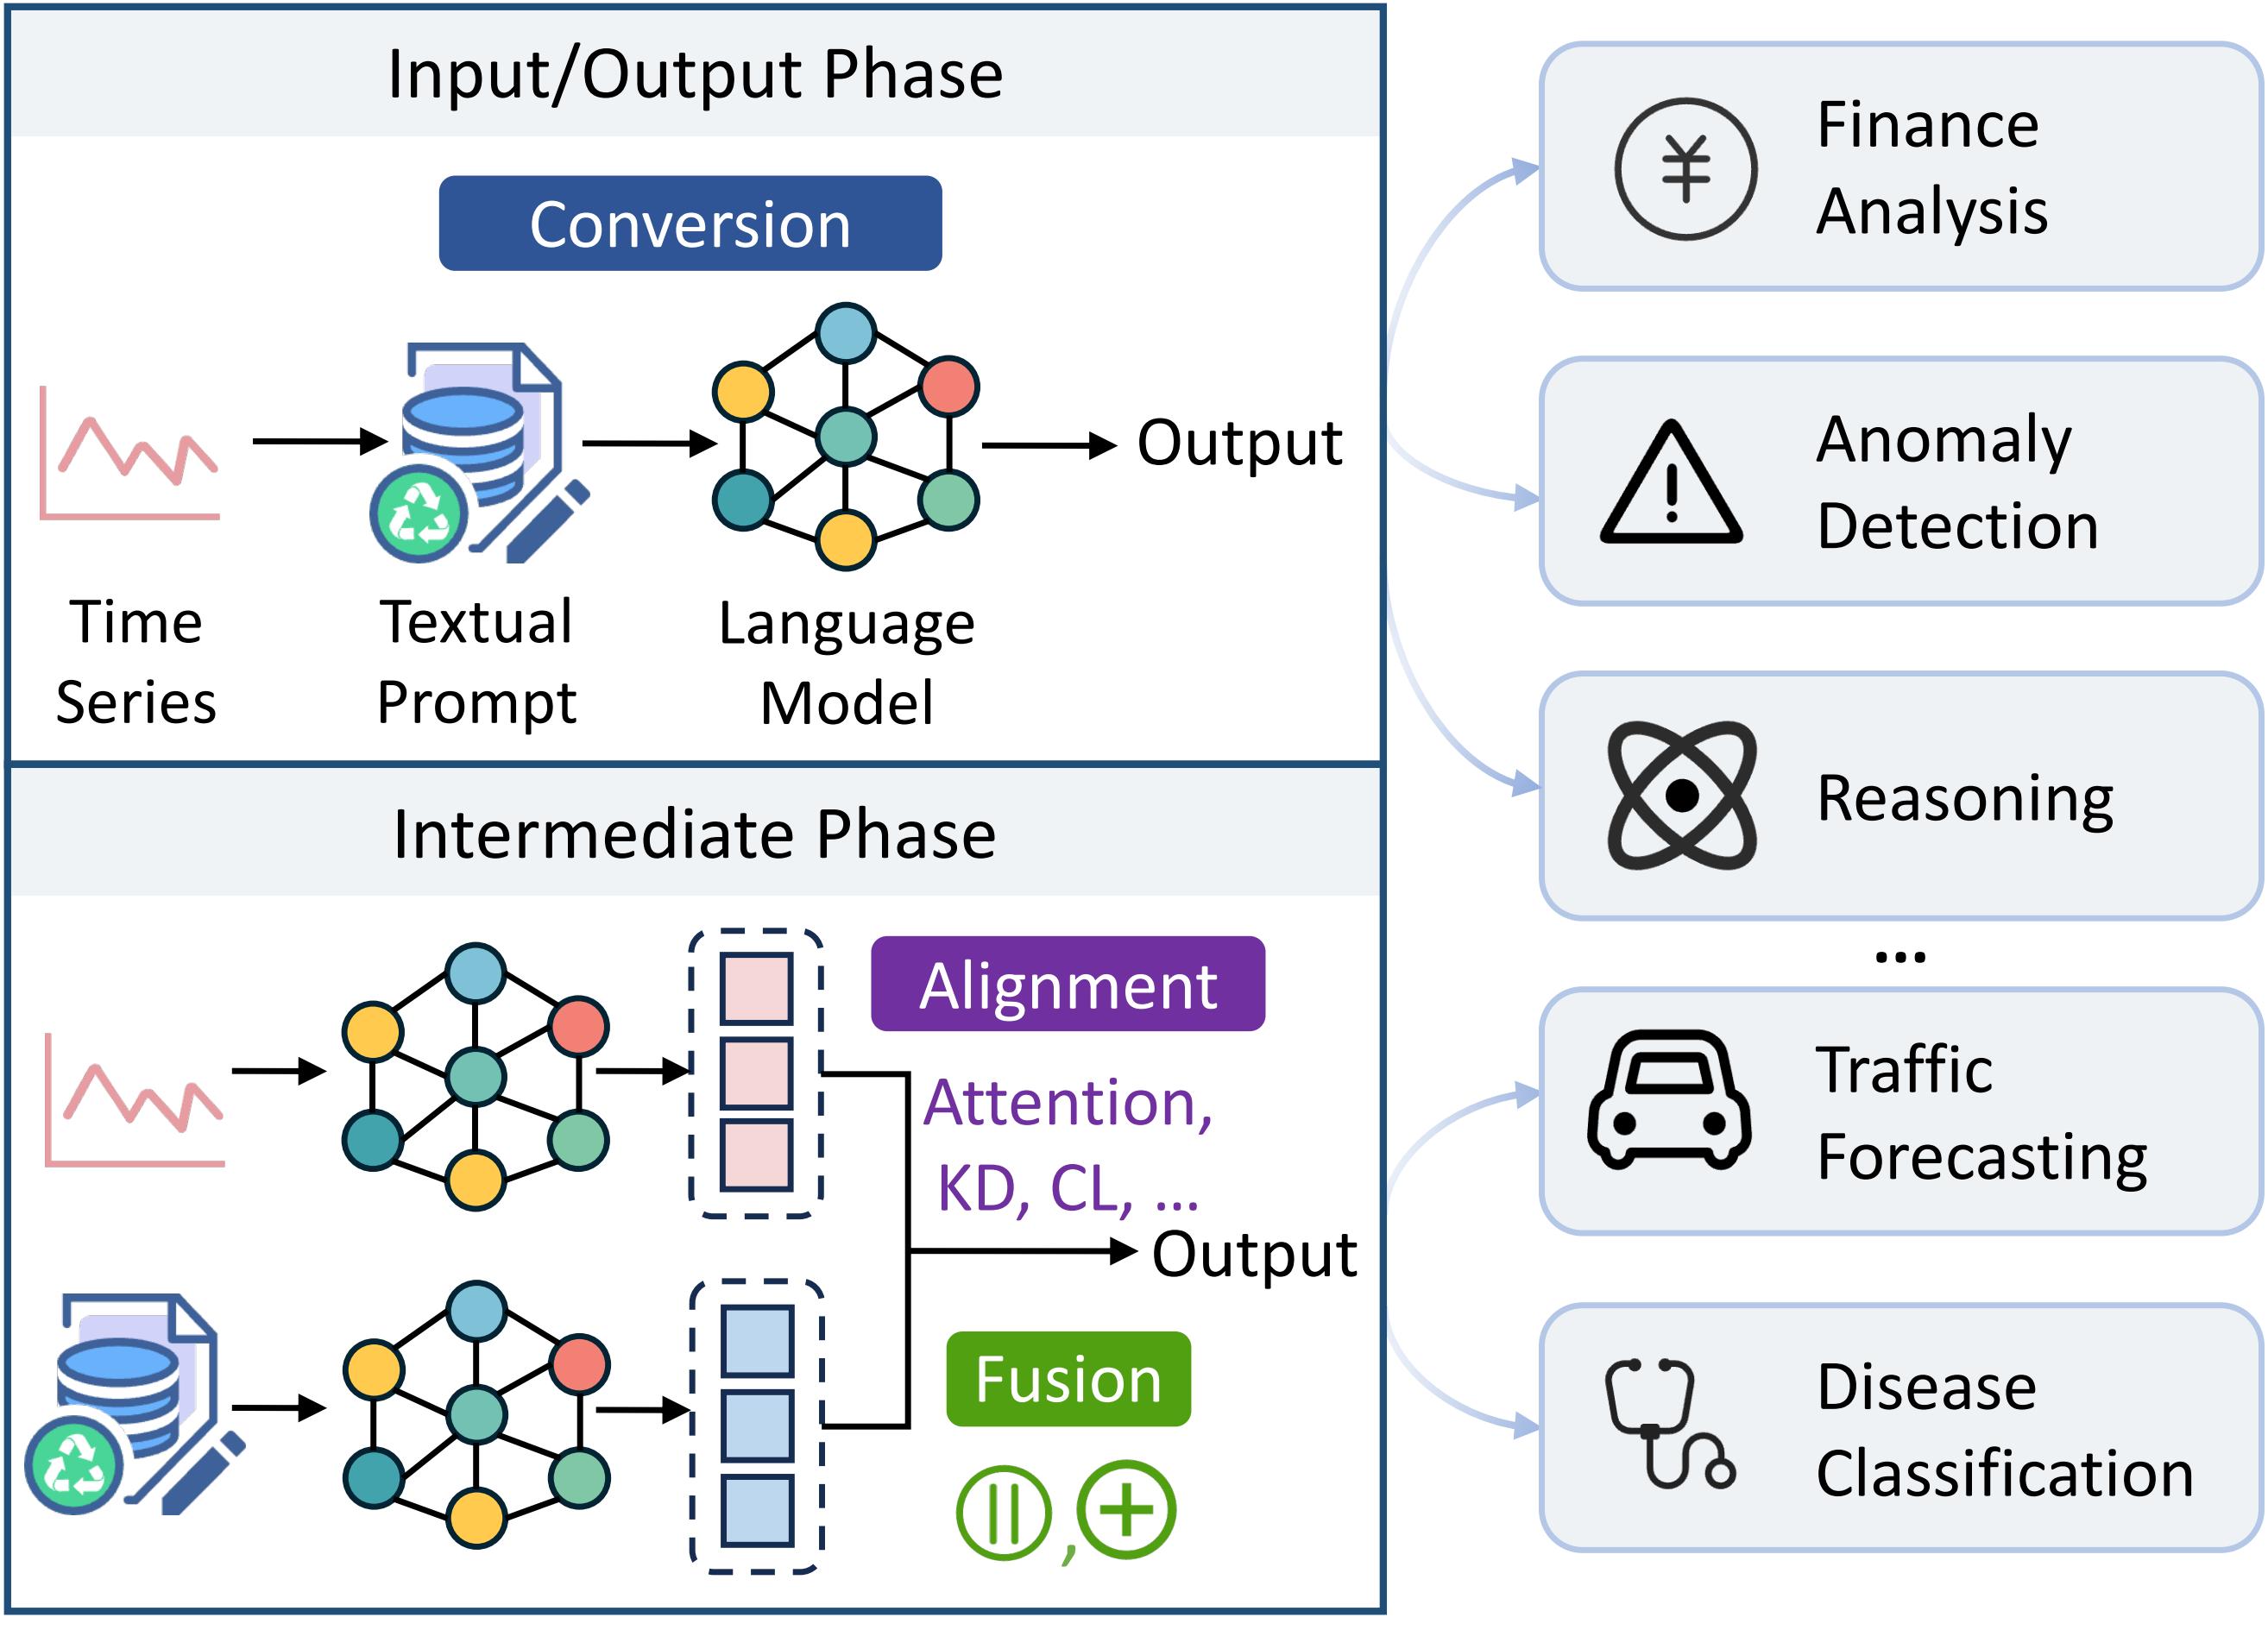 Input/Output Phase
Conversion
Output
Time
Series
Textual
Prompt
Language
Model
Intermediate Phase
Alignment
Attention,
KD, CL, ...
Output
Fusion
||, +
¥
Finance
Analysis
!
Anomaly
Detection
Reasoning
...
Traffic
Forecasting
Disease
Classification